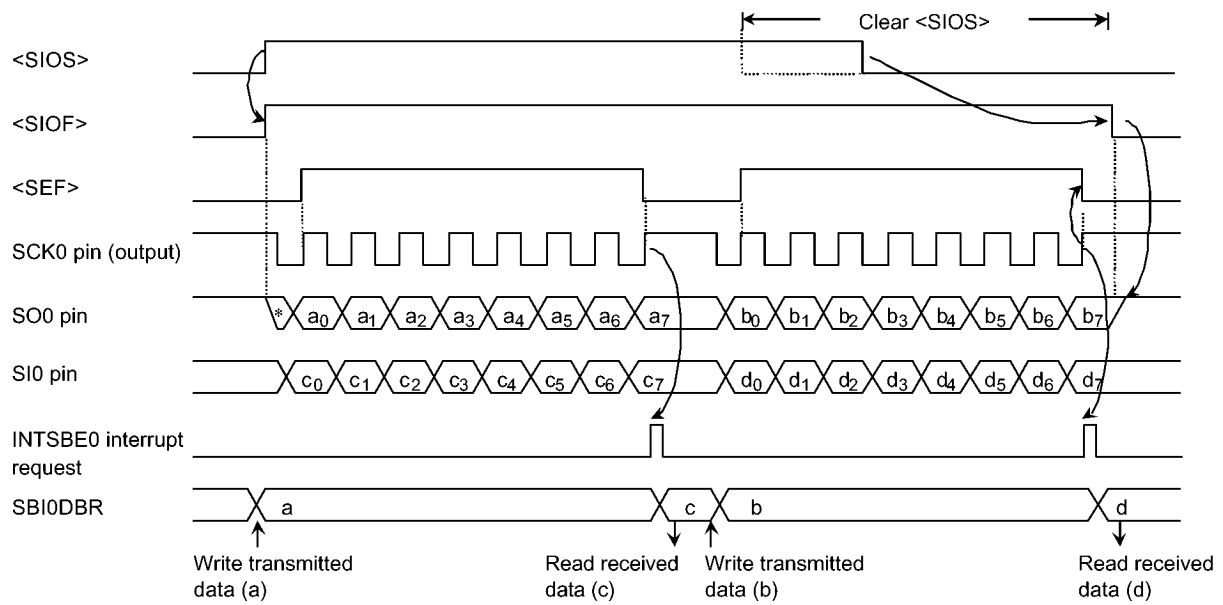 Clear <SIOS>
<SIOS>
<SIOF>
<SEF>
SCK0 pin (output)
SO0 pin
* a0 a1 a2 a3 a4 a5 a6 a7 b0 b1 b2 b3 b4 b5 b6 b7
SI0 pin
c0 c1 c2 c3 c4 c5 c6 c7 d0 d1 d2 d3 d4 d5 d6 d7
INTSBE0 interrupt
request
SBI0DBR
a c b d
Write transmitted
data (a)
Read received
data (c)
Write transmitted
data (b)
Read received
data (d)